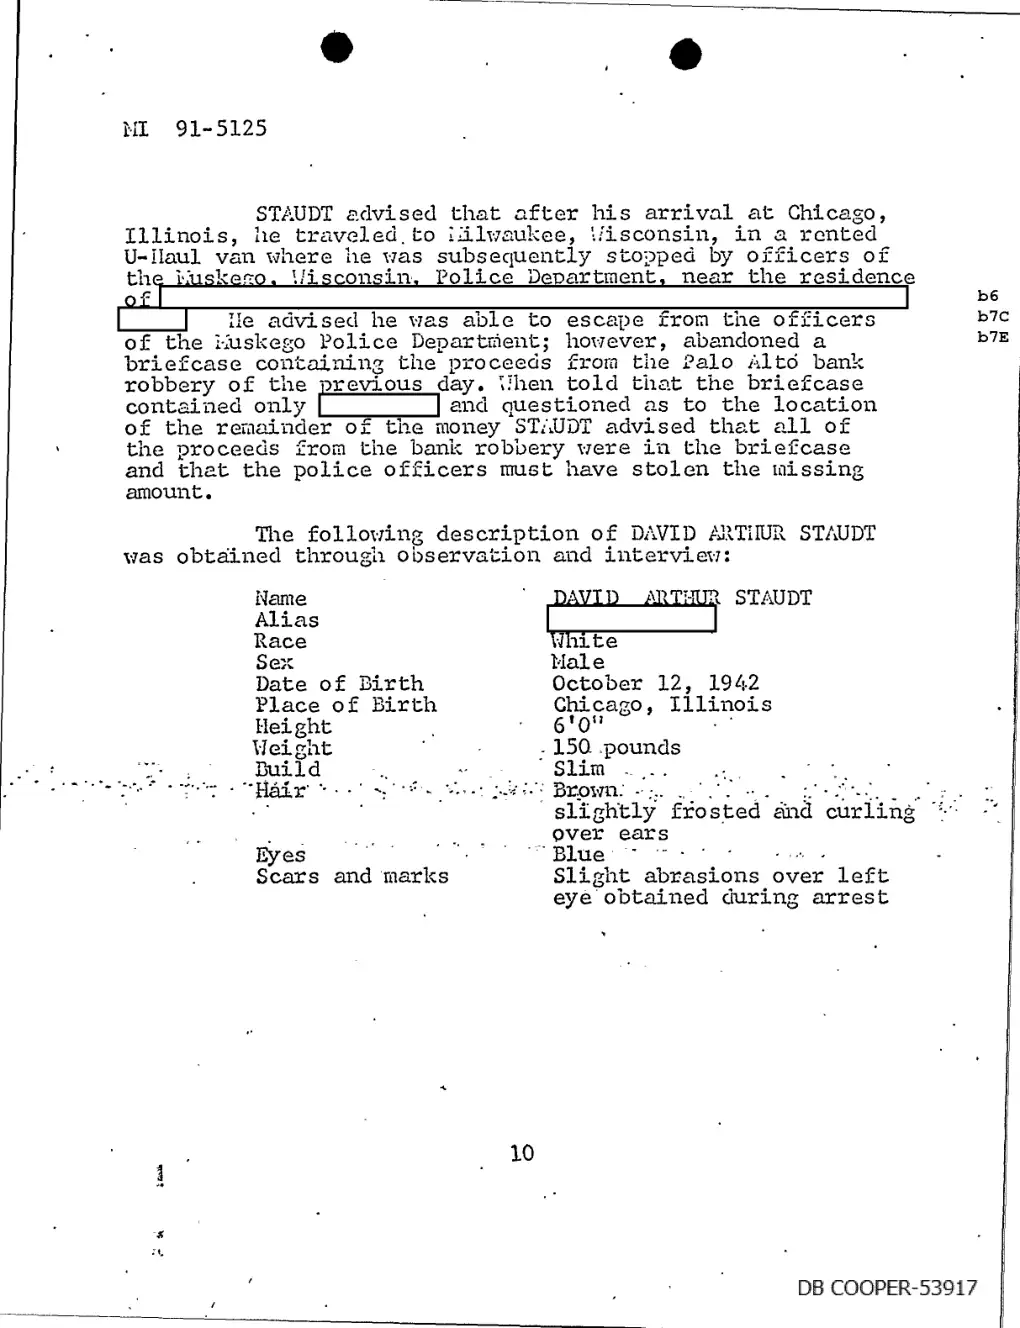 MI 91-5125
STAUDT advised that after his arrival at Chicago,
Illinois, he traveled to Milwaukee, Wisconsin, in a rented
U-Haul van where he was subsequently stopped by officers of
the Muskego, Wisconsin, Police Department, near the residence
of
b6
b7C
He advised he was able to escape from the officers
of the Muskego Police Department; however, abandoned a
b7E
briefcase containing the proceeds from the Palo Alto bank
robbery of the previous day. When told that the briefcase
contained only and questioned as to the location
of the remainder of the money STAUDT advised that all of
the proceeds from the bank robbery were in the briefcase
and that the police officers must have stolen the missing
amount.
The following description of DAVID ARTHUR STAUDT
was obtained through observation and interview:
Name DAVID ARTHUR STAUDT
Alias
Race White
Sex Male
Date of Birth October 12, 1942
Place of Birth Chicago, Illinois
Height 6'0"
Weight 150 pounds
Build Slim
Hair Brown
slightly frosted and curling
over ears
Eyes Blue
Scars and marks Slight abrasions over left
eye obtained during arrest
10
DB COOPER-53917